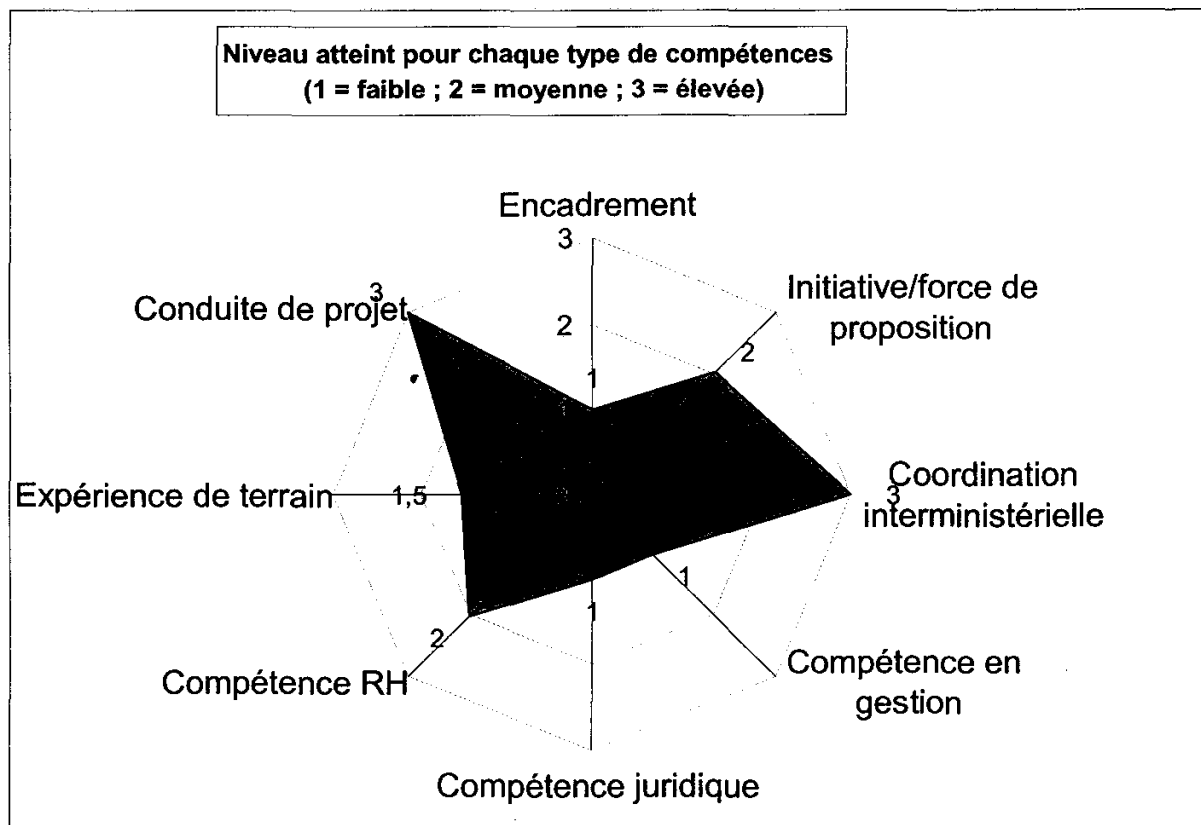 Niveau atteint pour chaque type de compétences
(1 = faible ; 2 = moyenne ; 3 = élevée)
Encadrement
3
2
1
Initiative/force de
proposition
2
Conduite de projet
3
Coordination
interministérielle
3
Expérience de terrain
1,5
1
Compétence en
gestion
1
2
Compétence RH
Compétence juridique